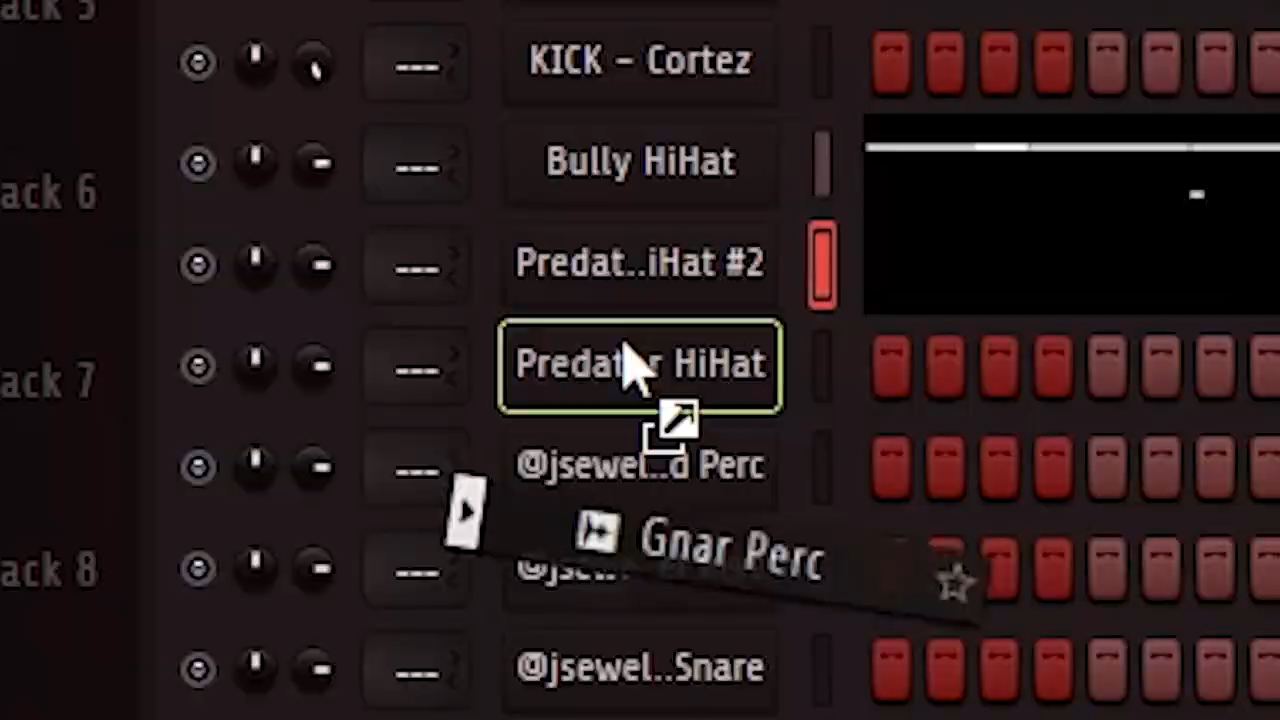 ack 5
KICK - Cortez
---
Bully HiHat
---
ack 6
Predat..iHat #2
---
HiHat
---
ack 7
@jsewel..d Perc
---
Gnar Perc
---
ack 8
@jsewel..Snare
---